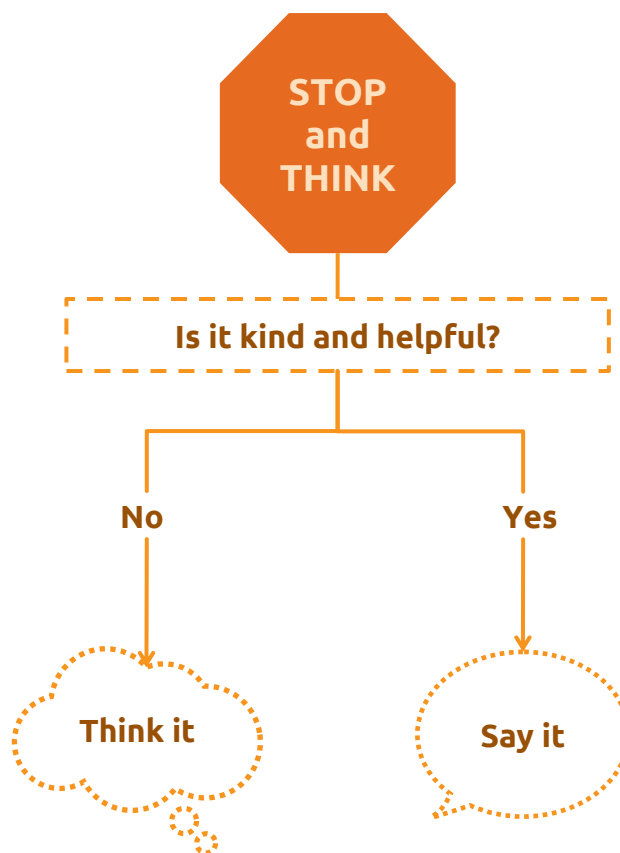 STOP
and
THINK
Is it kind and helpful?
No
Yes
Think it
Say it